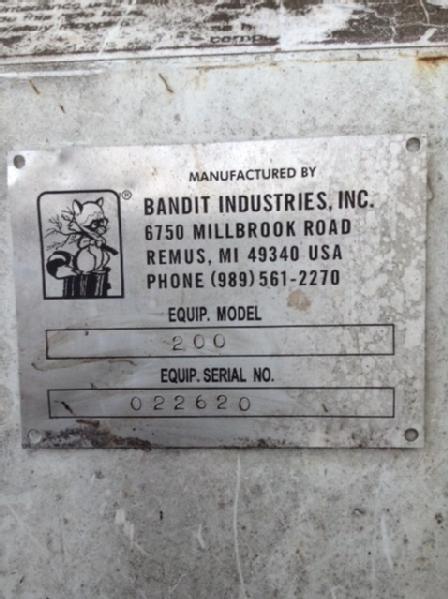 MANUFACTURED BY
®
BANDIT INDUSTRIES, INC.
6750 MILLBROOK ROAD
REMUS, MI 49340 USA
PHONE (989) 561-2270
EQUIP. MODEL
200
EQUIP. SERIAL NO.
022620